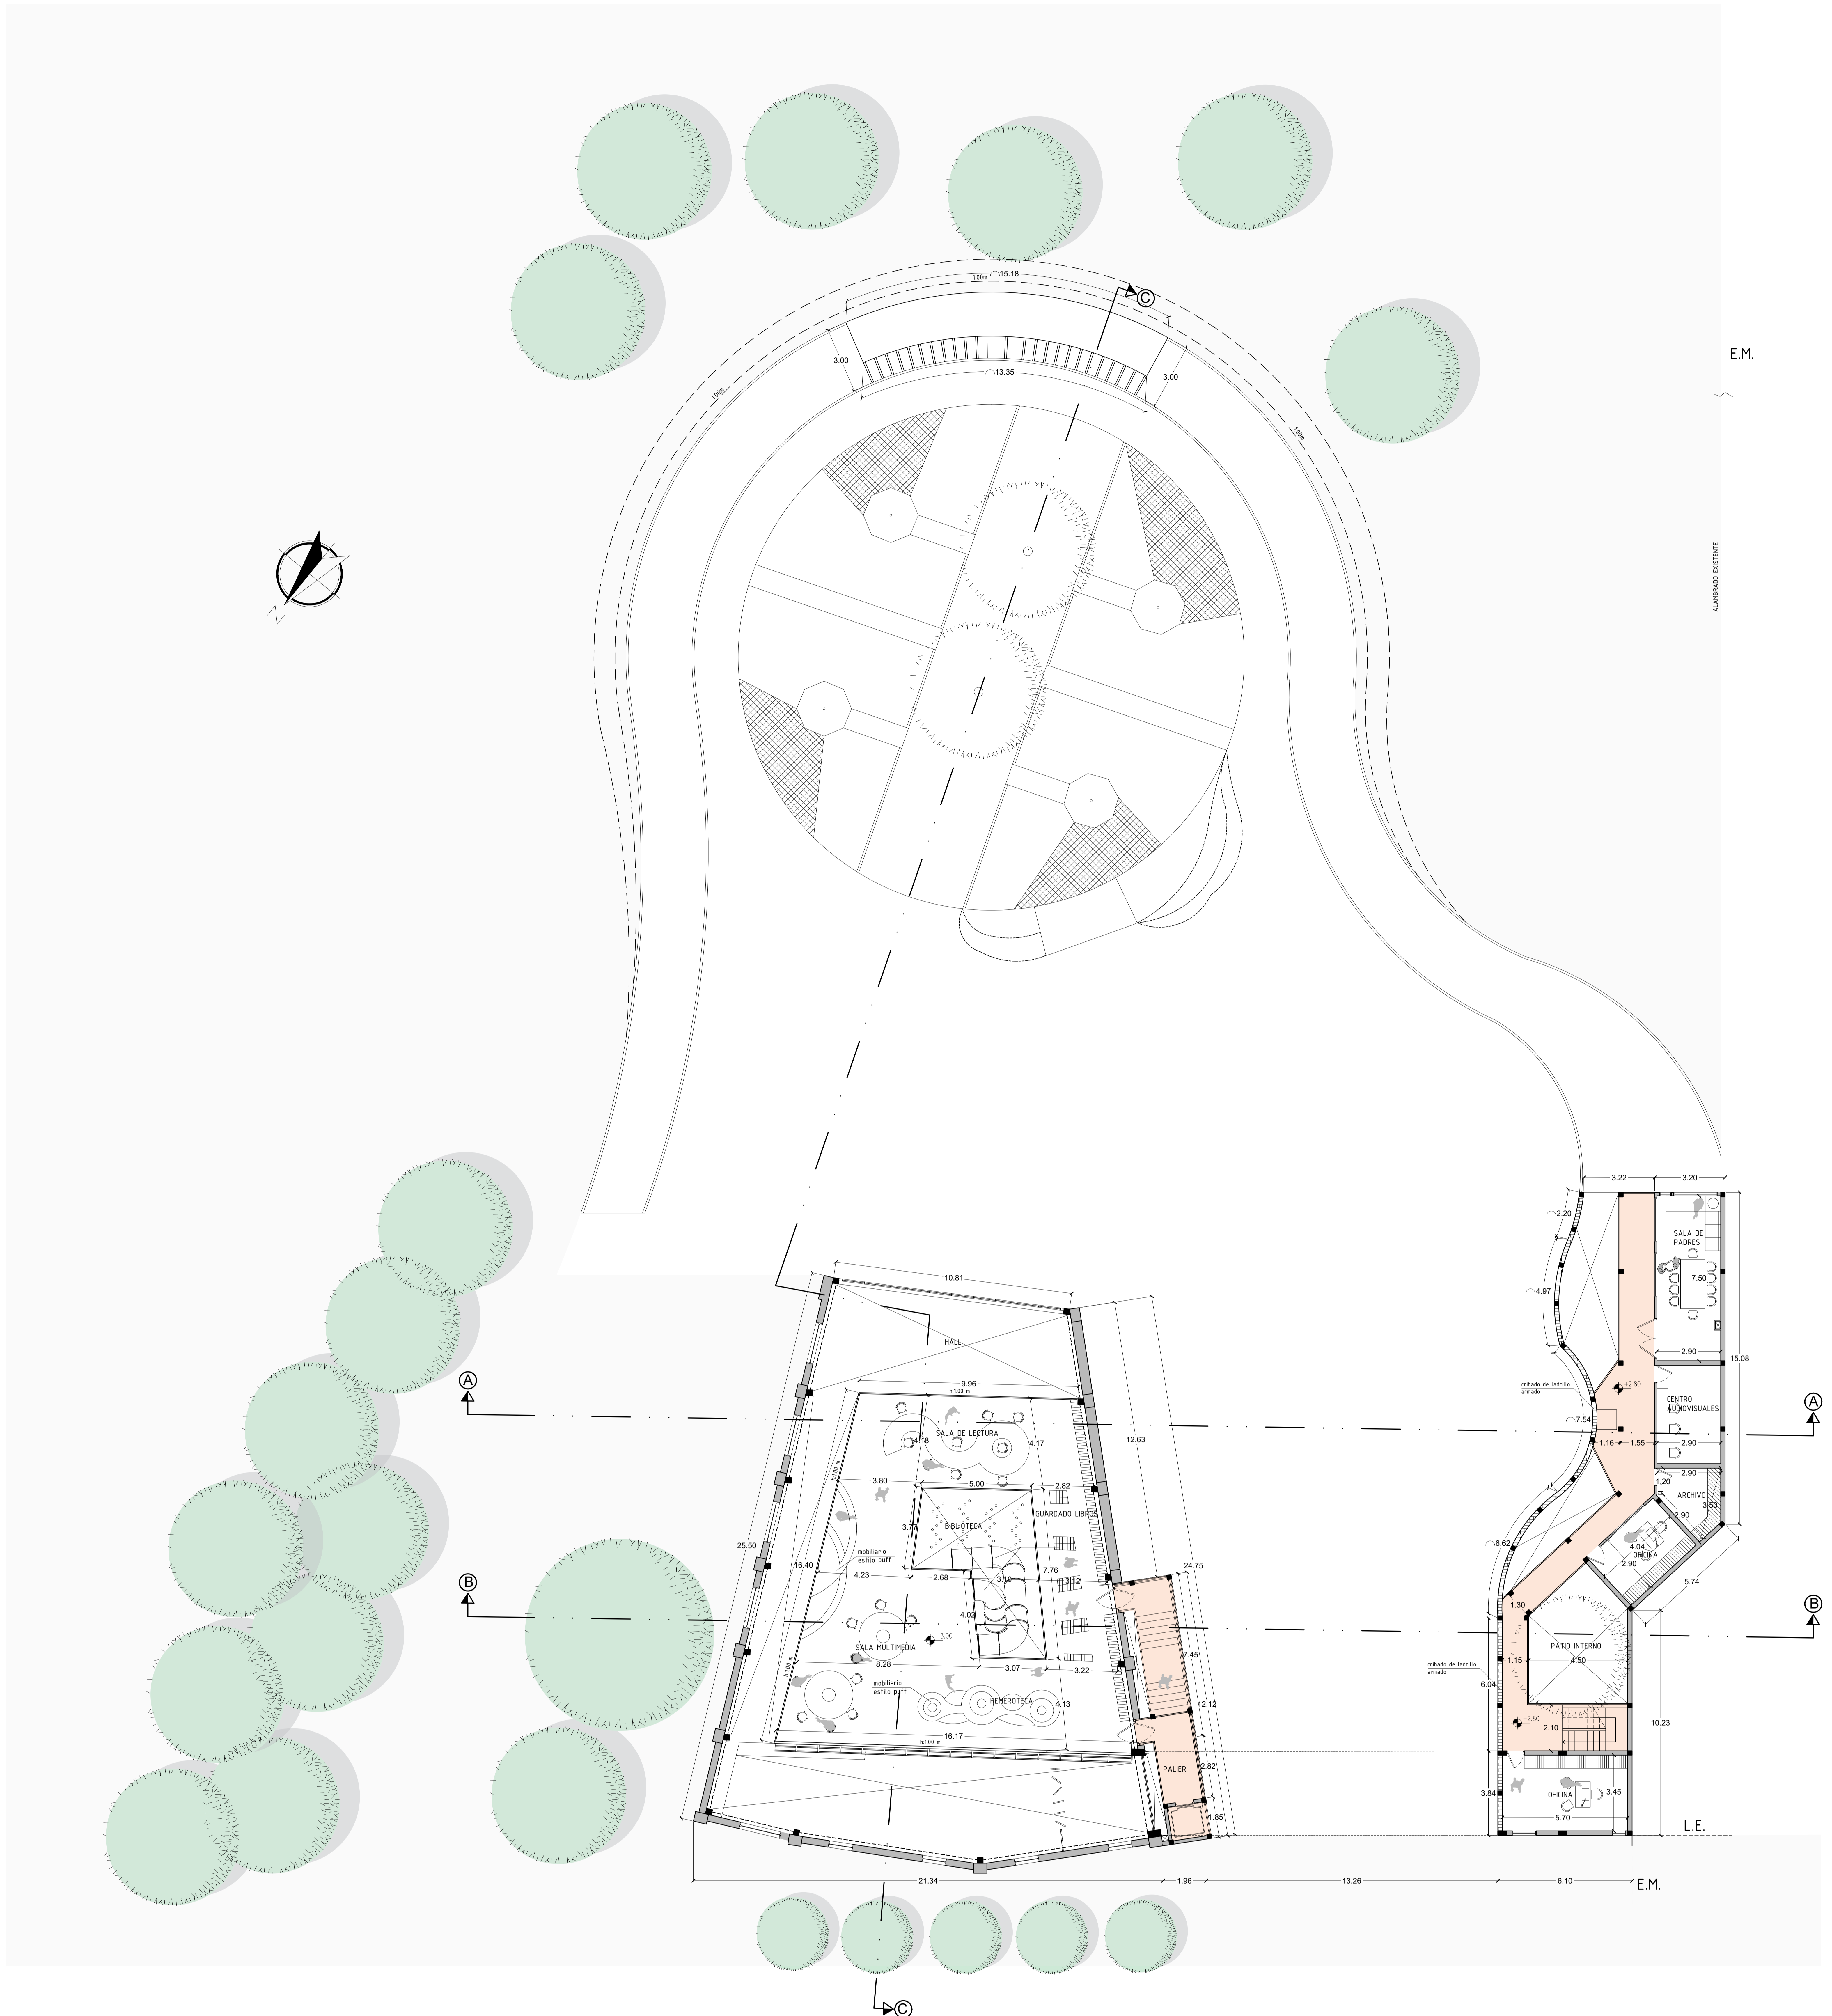 15.18
1.00m
C
3.00
3.00
13.35
E.M.
1.00m
1.00m
ALAMBRADO EXISTENTE
N
3.22
3.20
2.20
SALA DE
PADRES
7.50
4.97
2.90
15.08
10.81
HALL
9.96
h:1.00 m
A
+2.80
cribado de ladrillo
armado
CENTRO
AUDIOVISUALES
A
7.54
1.16
1.55
2.90
SALA DE LECTURA
4.18
4.17
12.63
h:1.00 m
3.80
5.00
2.82
2.90
1.20
ARCHIVO
3.50
GUARDADO LIBROS
3.77
BIBLIOTECA
2.90
25.50
16.40
mobiliario
estilo puff
6.62
4.04
OFICINA
2.90
24.75
4.23
2.68
3.10
7.76
3.12
5.74
B
4.02
1.30
B
SALA MULTIMEDIA
+3.00
7.45
PATIO INTERNO
h:1.00 m
8.28
3.07
3.22
1.15
4.50
cribado de ladrillo
armado
6.04
mobiliario
estilo puff
HEMEROTECA
4.13
12.12
+2.80
2.10
10.23
16.17
h:1.00 m
PALIER
2.82
3.84
OFICINA
3.45
1.85
5.70
L.E.
21.34
1.96
13.26
6.10
E.M.
C